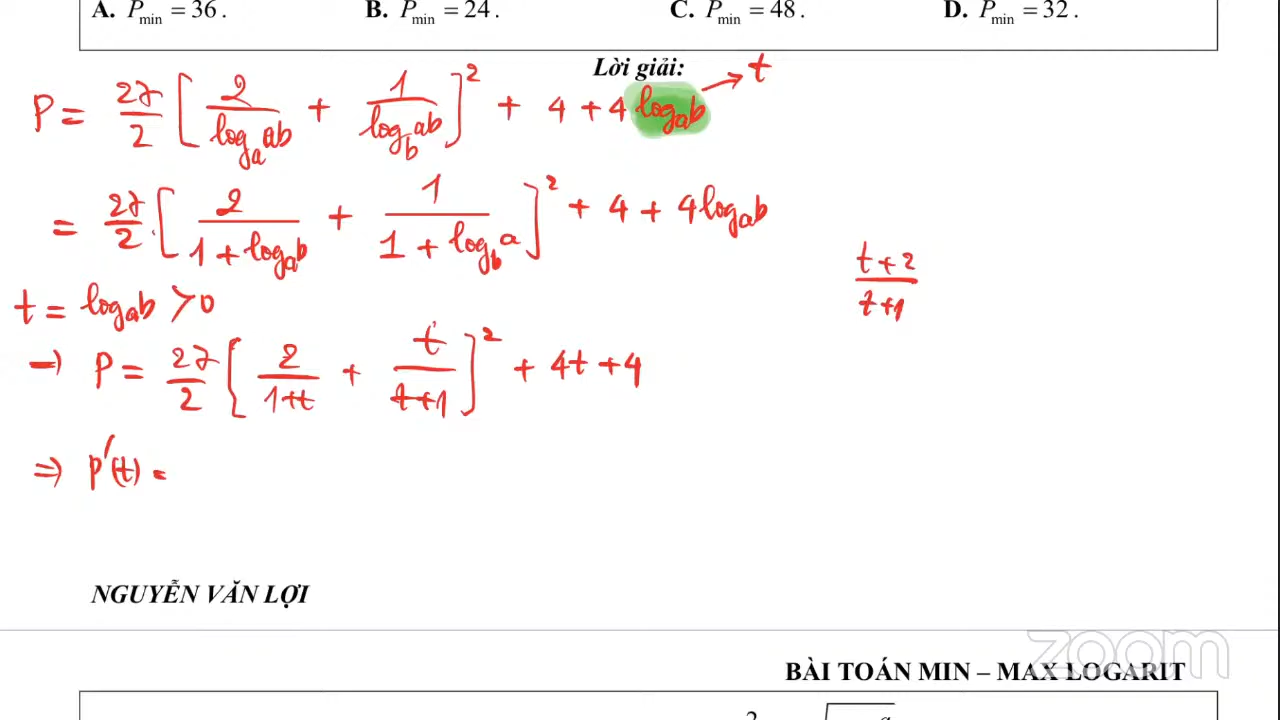 A. P_min = 36. B. P_min = 24. C. P_min = 48. D. P_min = 32.
Lời giải:
P = 27/2 [ 2/log_a ab + 1/log_b ab ]² + 4 + 4 log_a b → t
= 27/2 . [ 2/(1 + log_a b) + 1/(1 + log_b a) ]² + 4 + 4 log_a b
(t + 2)/(t + 1)
t = log_a b > 0
→ P = 27/2 [ 2/(1+t) + t/(t+1) ]² + 4t + 4
⇒ P'(t) =
NGUYỄN VĂN LỢI
zoom
BÀI TOÁN MIN – MAX LOGARIT